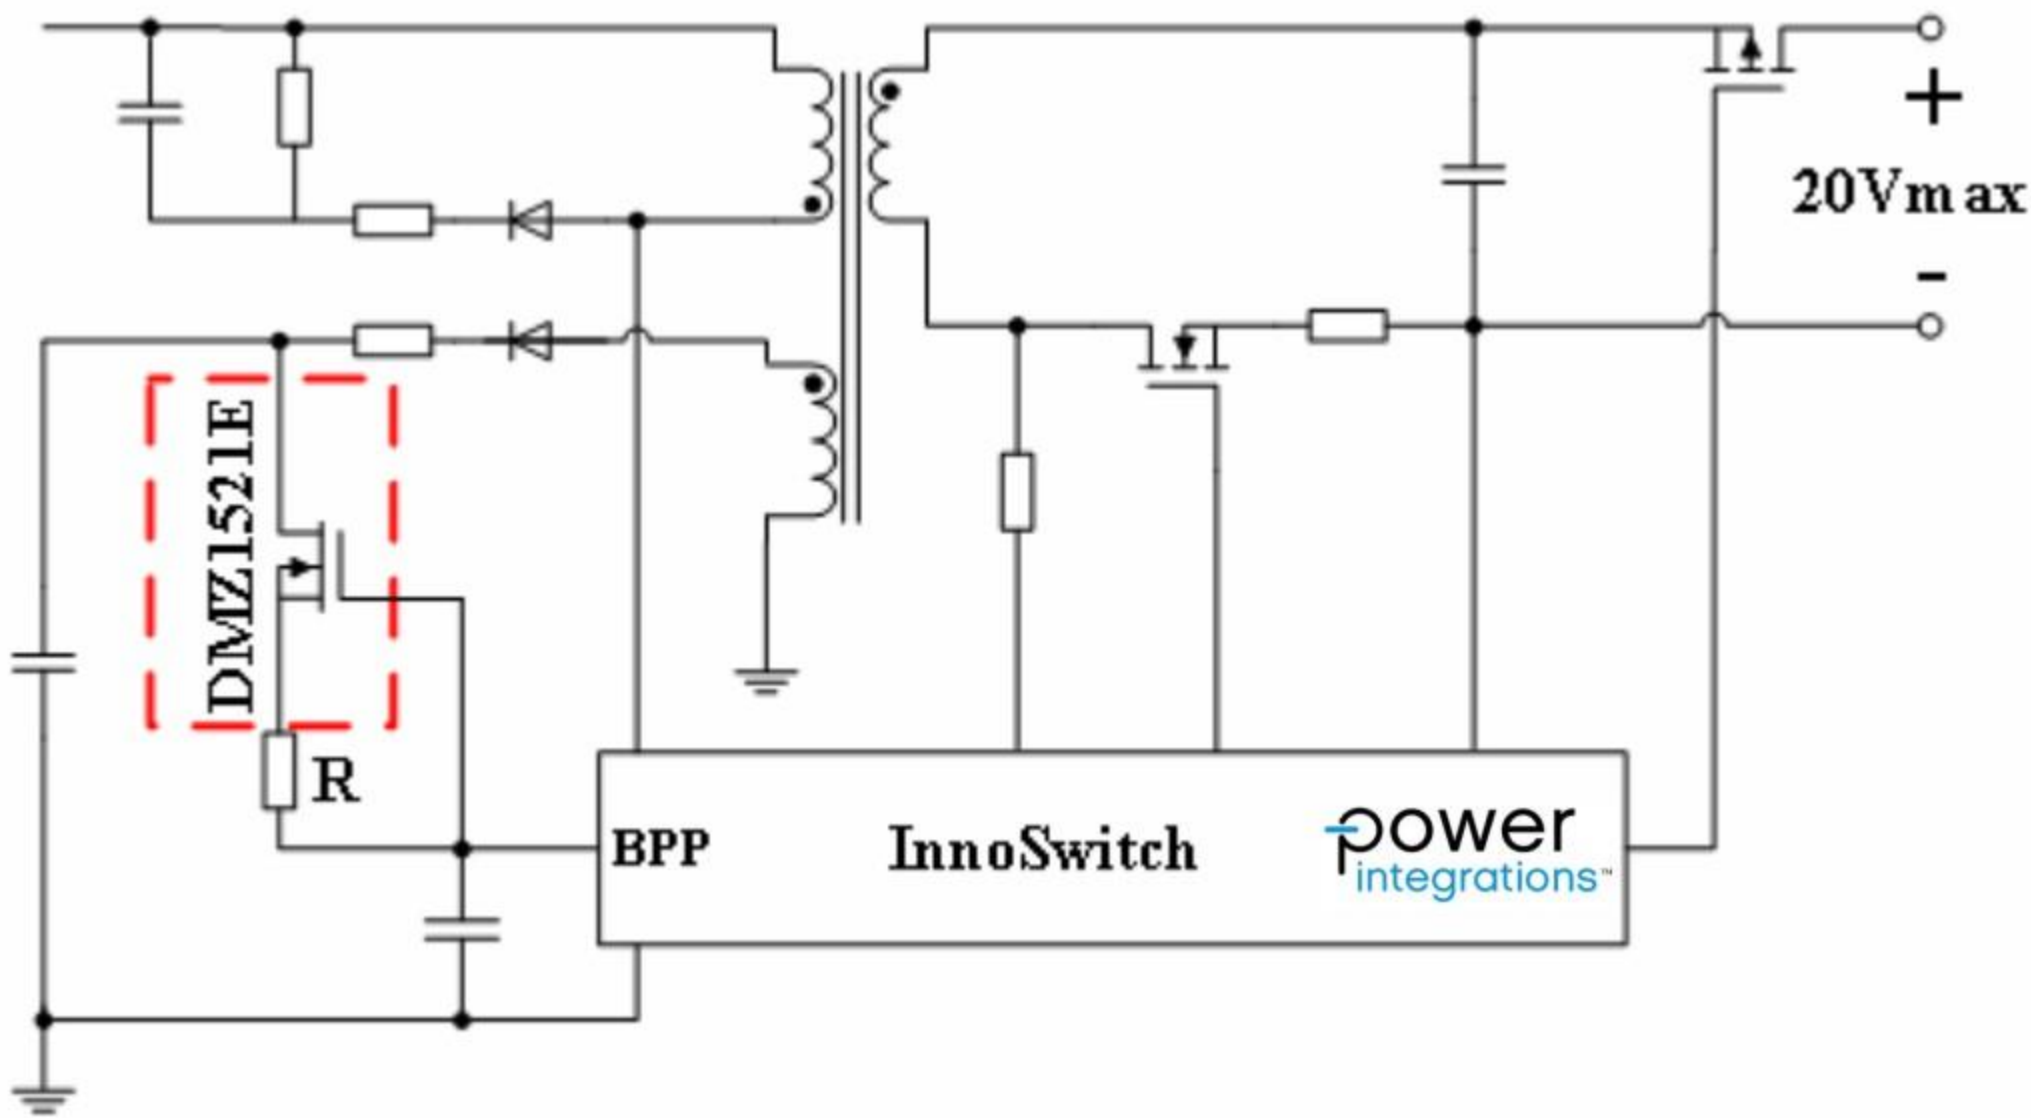 +
20Vmax
-
DMZ1521E
R
BPP
InnoSwitch
power
integrations™